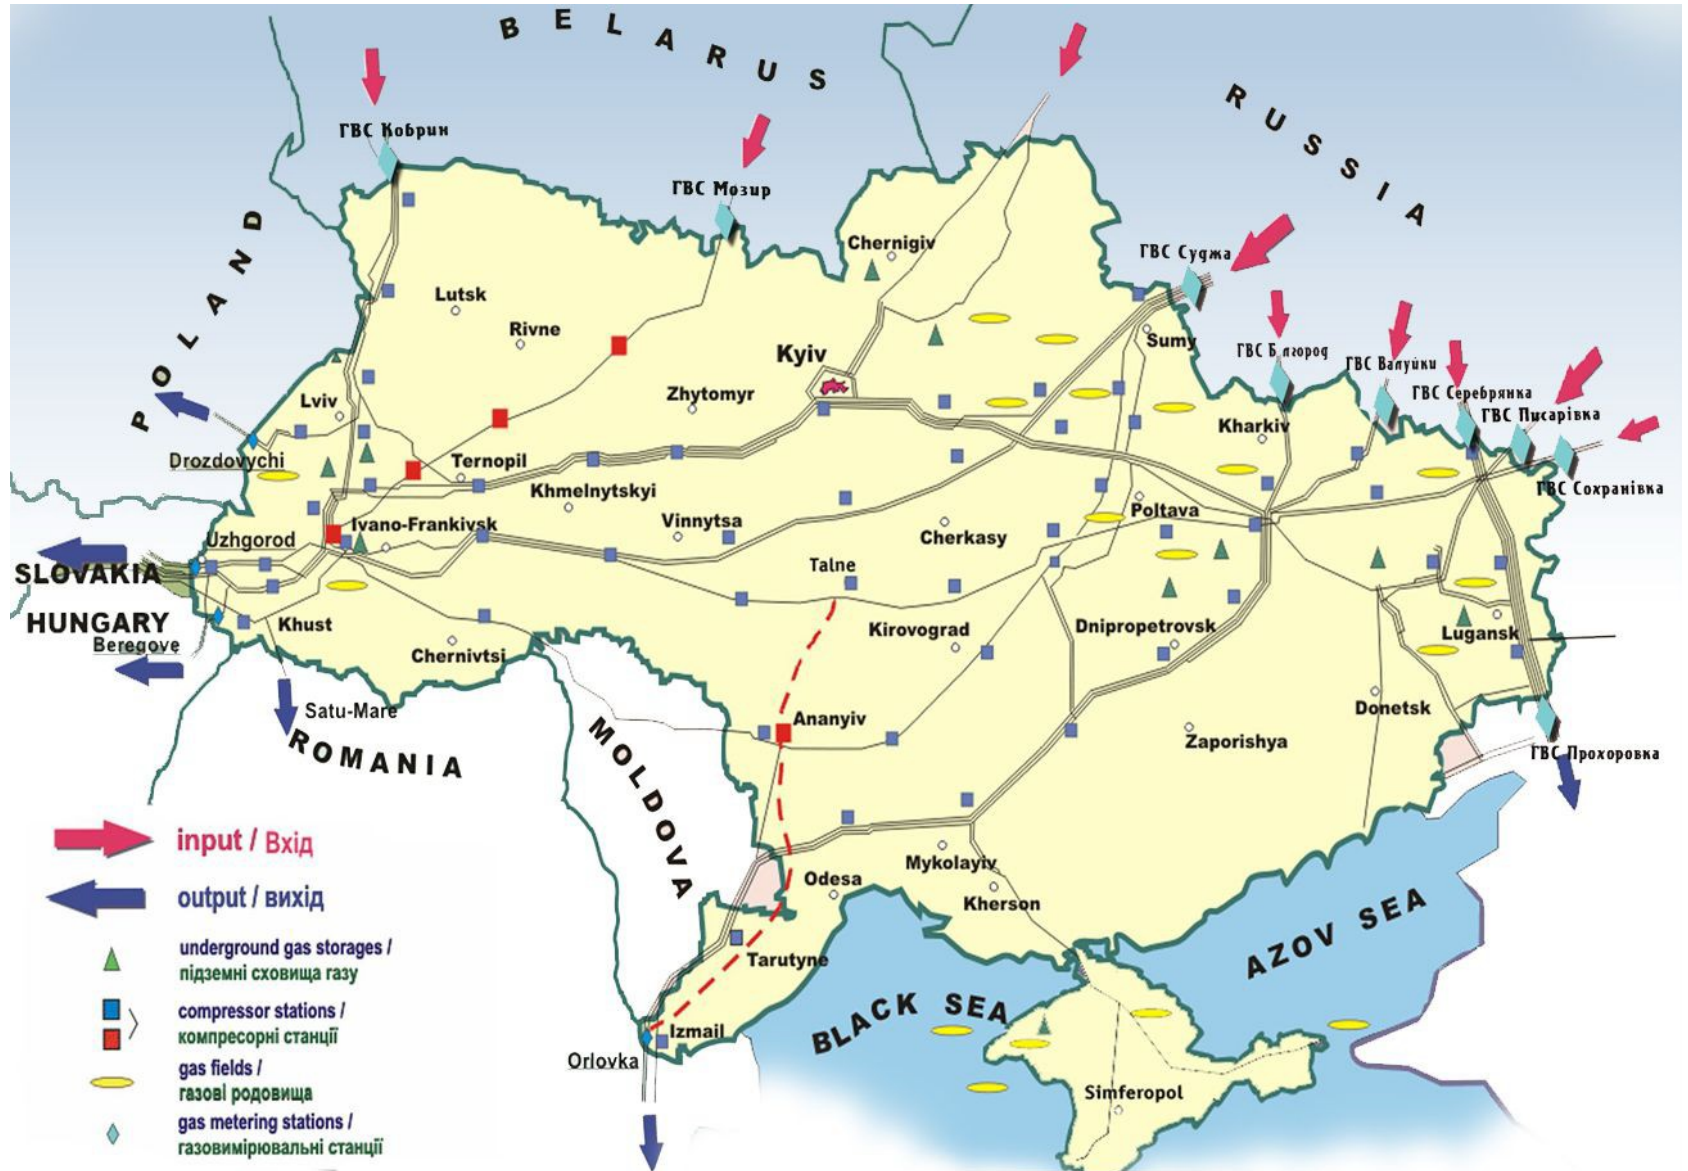 BELARUS
RUSSIA
ГВС Кобрин
ГВС Мозир
POLAND
Chernigiv
ГВС Суджа
Lutsk
Rivne
Sumy
ГВС Бєлгород
ГВС Валуйки
Kyiv
ГВС Серебрянка
Zhytomyr
Lviv
ГВС Писарівка
Kharkiv
Drozdovychi
Ternopil
ГВС Сохранівка
Khmelnytskyi
Poltava
Ivano-Frankivsk
Vinnytsa
Cherkasy
Uzhgorod
SLOVAKIA
Talne
HUNGARY
Khust
Kirovograd
Dnipropetrovsk
Lugansk
Beregove
Chernivtsi
Satu-Mare
Ananyiv
Donetsk
ROMANIA
MOLDOVA
Zaporishya
ГВС Прохоровка
input / Вхід
Mykolayiv
Odesa
output / вихід
Kherson
AZOV SEA
underground gas storages /
підземні сховища газу
Tarutyne
compressor stations /
компресорні станції
BLACK SEA
Izmail
Orlovka
gas fields /
газові родовища
Simferopol
gas metering stations /
газовимірювальні станції